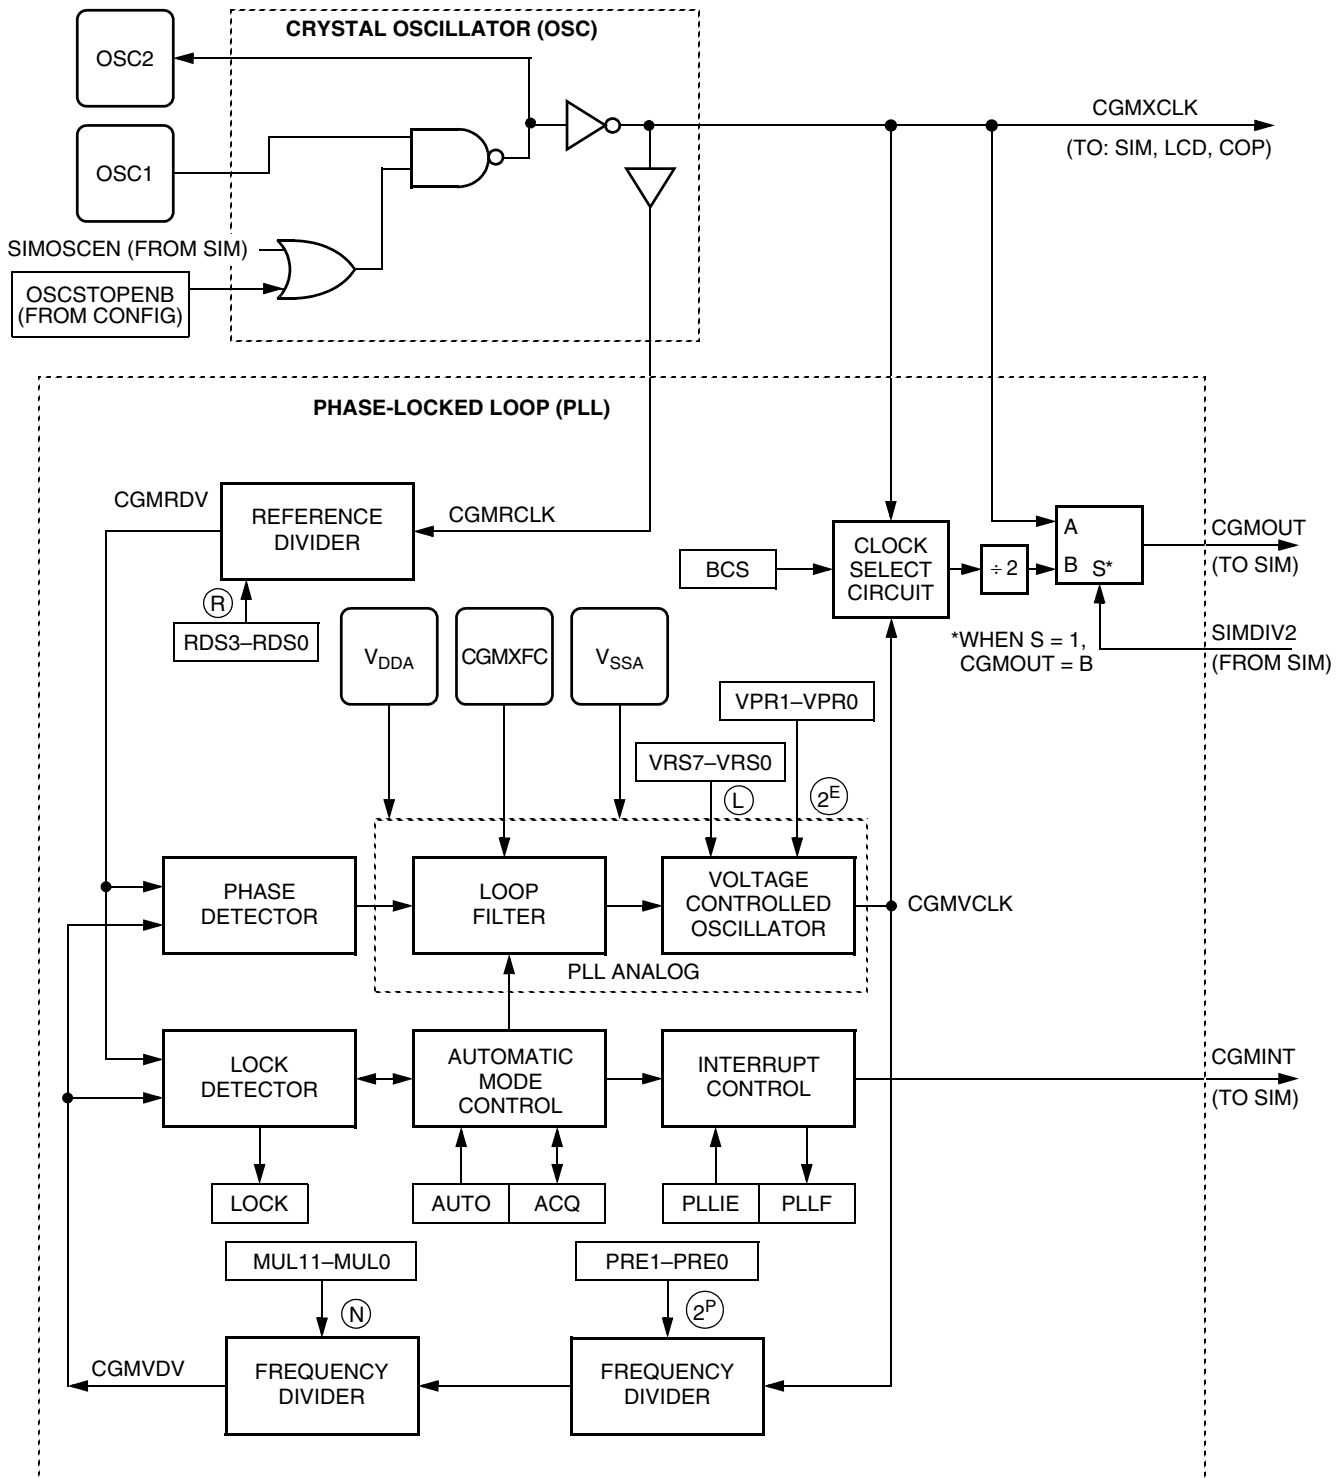 CRYSTAL OSCILLATOR (OSC)
OSC2
OSC1
SIMOSCEN (FROM SIM)
OSCSTOPENB
(FROM CONFIG)
CGMXCLK
(TO: SIM, LCD, COP)
PHASE-LOCKED LOOP (PLL)
CGMRDV
REFERENCE
DIVIDER
CGMRCLK
R
RDS3–RDS0
BCS
CLOCK
SELECT
CIRCUIT
÷ 2
A
B S*
CGMOUT
(TO SIM)
*WHEN S = 1,
CGMOUT = B
SIMDIV2
(FROM SIM)
VDDA
CGMXFC
VSSA
VPR1–VPR0
VRS7–VRS0
L
2E
PHASE
DETECTOR
LOOP
FILTER
VOLTAGE
CONTROLLED
OSCILLATOR
CGMVCLK
PLL ANALOG
LOCK
DETECTOR
AUTOMATIC
MODE
CONTROL
INTERRUPT
CONTROL
CGMINT
(TO SIM)
LOCK
AUTO
ACQ
PLLIE
PLLF
MUL11–MUL0
PRE1–PRE0
N
2P
CGMVDV
FREQUENCY
DIVIDER
FREQUENCY
DIVIDER